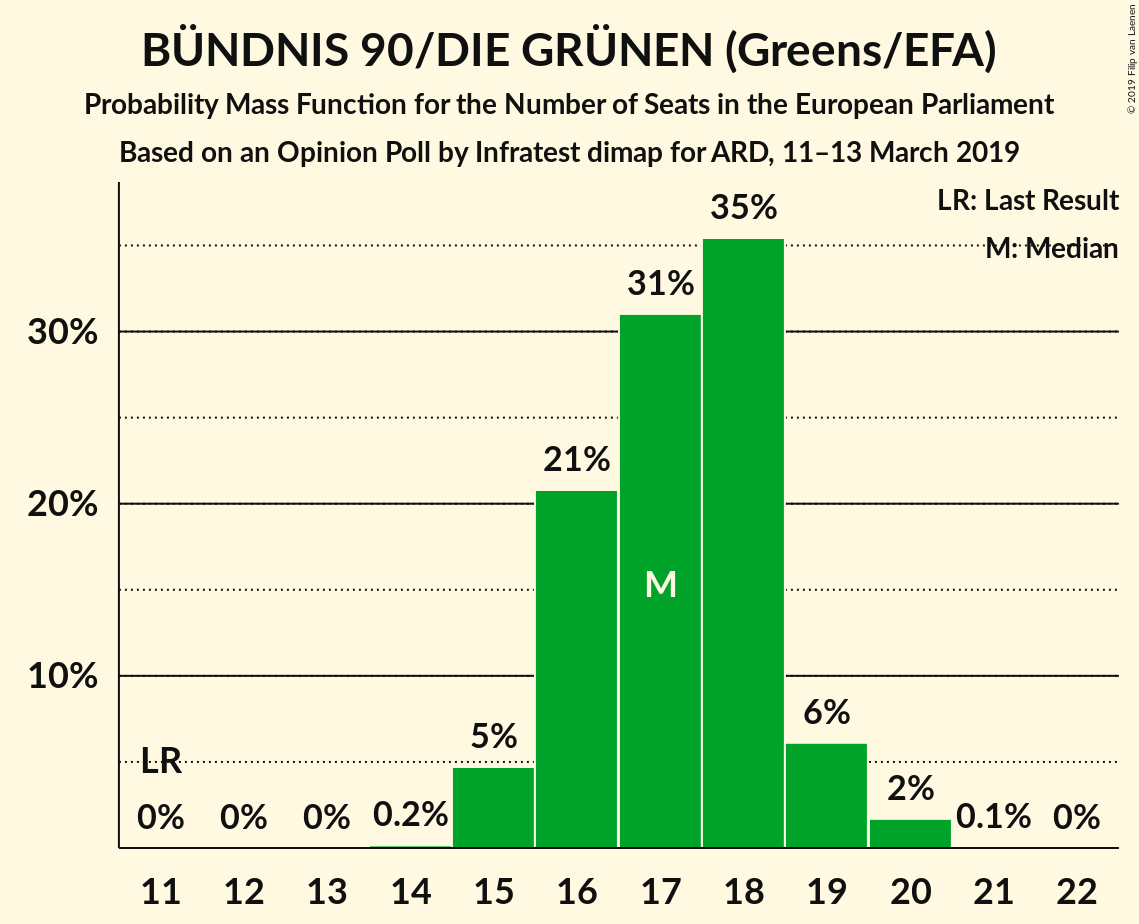 BÜNDNIS 90/DIE GRÜNEN (Greens/EFA)
Probability Mass Function for the Number of Seats in the European Parliament
Based on an Opinion Poll by Infratest dimap for ARD, 11–13 March 2019
© 2019 Filip van Laenen
LR: Last Result
M: Median
35%
31%
30%
21%
20%
M
10%
6%
5%
LR
2%
0% 0% 0% 0.2% 0.1% 0%
11 12 13 14 15 16 17 18 19 20 21 22